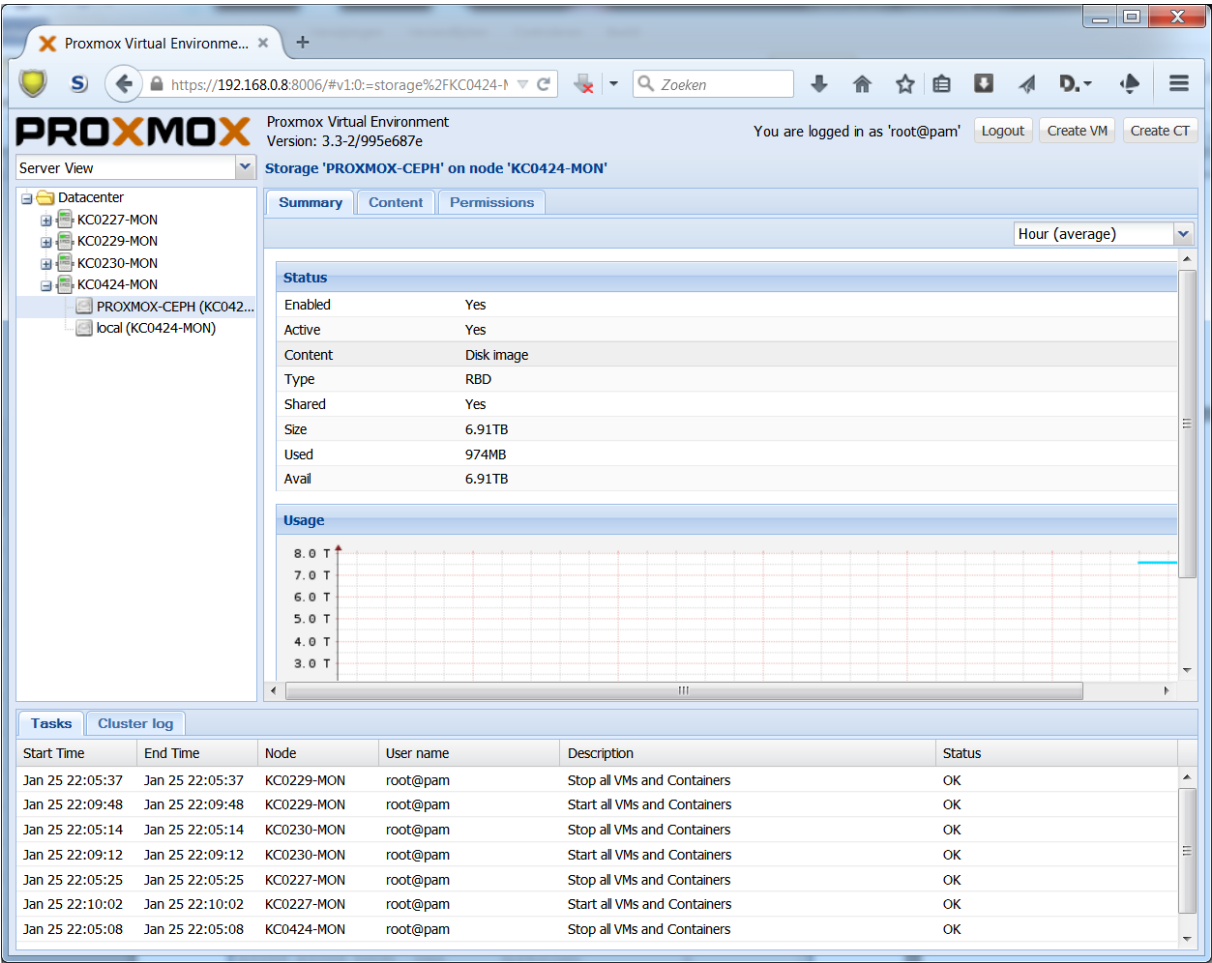 Proxmox Virtual Environme...
https://192.168.0.8:8006/#v1:0:=storage%2FKC0424-M
Zoeken
D.
PROXMOX
Proxmox Virtual Environment
Version: 3.3-2/995e687e
You are logged in as 'root@pam'
Logout
Create VM
Create CT
Server View
Storage 'PROXMOX-CEPH' on node 'KC0424-MON'
Datacenter
KC0227-MON
KC0229-MON
KC0230-MON
KC0424-MON
PROXMOX-CEPH (KC042...
local (KC0424-MON)
Summary Content Permissions
Hour (average)
Status
Enabled Yes
Active Yes
Content Disk image
Type RBD
Shared Yes
Size 6.91TB
Used 974MB
Avail 6.91TB
Usage
8.0 T
7.0 T
6.0 T
5.0 T
4.0 T
3.0 T
Tasks Cluster log
Start Time End Time Node User name Description Status
Jan 25 22:05:37 Jan 25 22:05:37 KC0229-MON root@pam Stop all VMs and Containers OK
Jan 25 22:09:48 Jan 25 22:09:48 KC0229-MON root@pam Start all VMs and Containers OK
Jan 25 22:05:14 Jan 25 22:05:14 KC0230-MON root@pam Stop all VMs and Containers OK
Jan 25 22:09:12 Jan 25 22:09:12 KC0230-MON root@pam Start all VMs and Containers OK
Jan 25 22:05:25 Jan 25 22:05:25 KC0227-MON root@pam Stop all VMs and Containers OK
Jan 25 22:10:02 Jan 25 22:10:02 KC0227-MON root@pam Start all VMs and Containers OK
Jan 25 22:05:08 Jan 25 22:05:08 KC0424-MON root@pam Stop all VMs and Containers OK